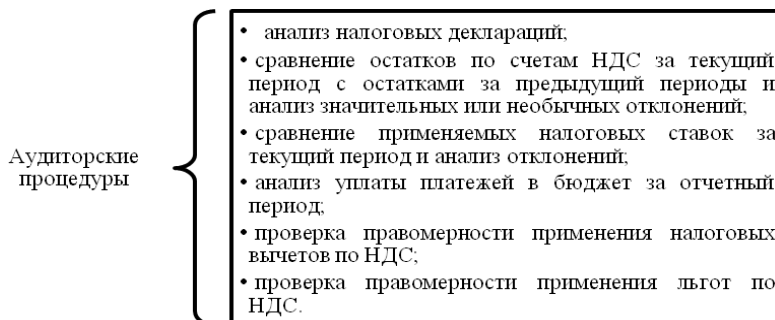 Аудиторские
процедуры
• анализ налоговых деклараций;
• сравнение остатков по счетам НДС за текущий
период с остатками за предыдущий периоды и
анализ значительных или необычных отклонений;
• сравнение применяемых налоговых ставок за
текущий период и анализ отклонений;
• анализ уплаты платежей в бюджет за отчетный
период;
• проверка правомерности применения налоговых
вычетов по НДС;
• проверка правомерности применения льгот по
НДС.